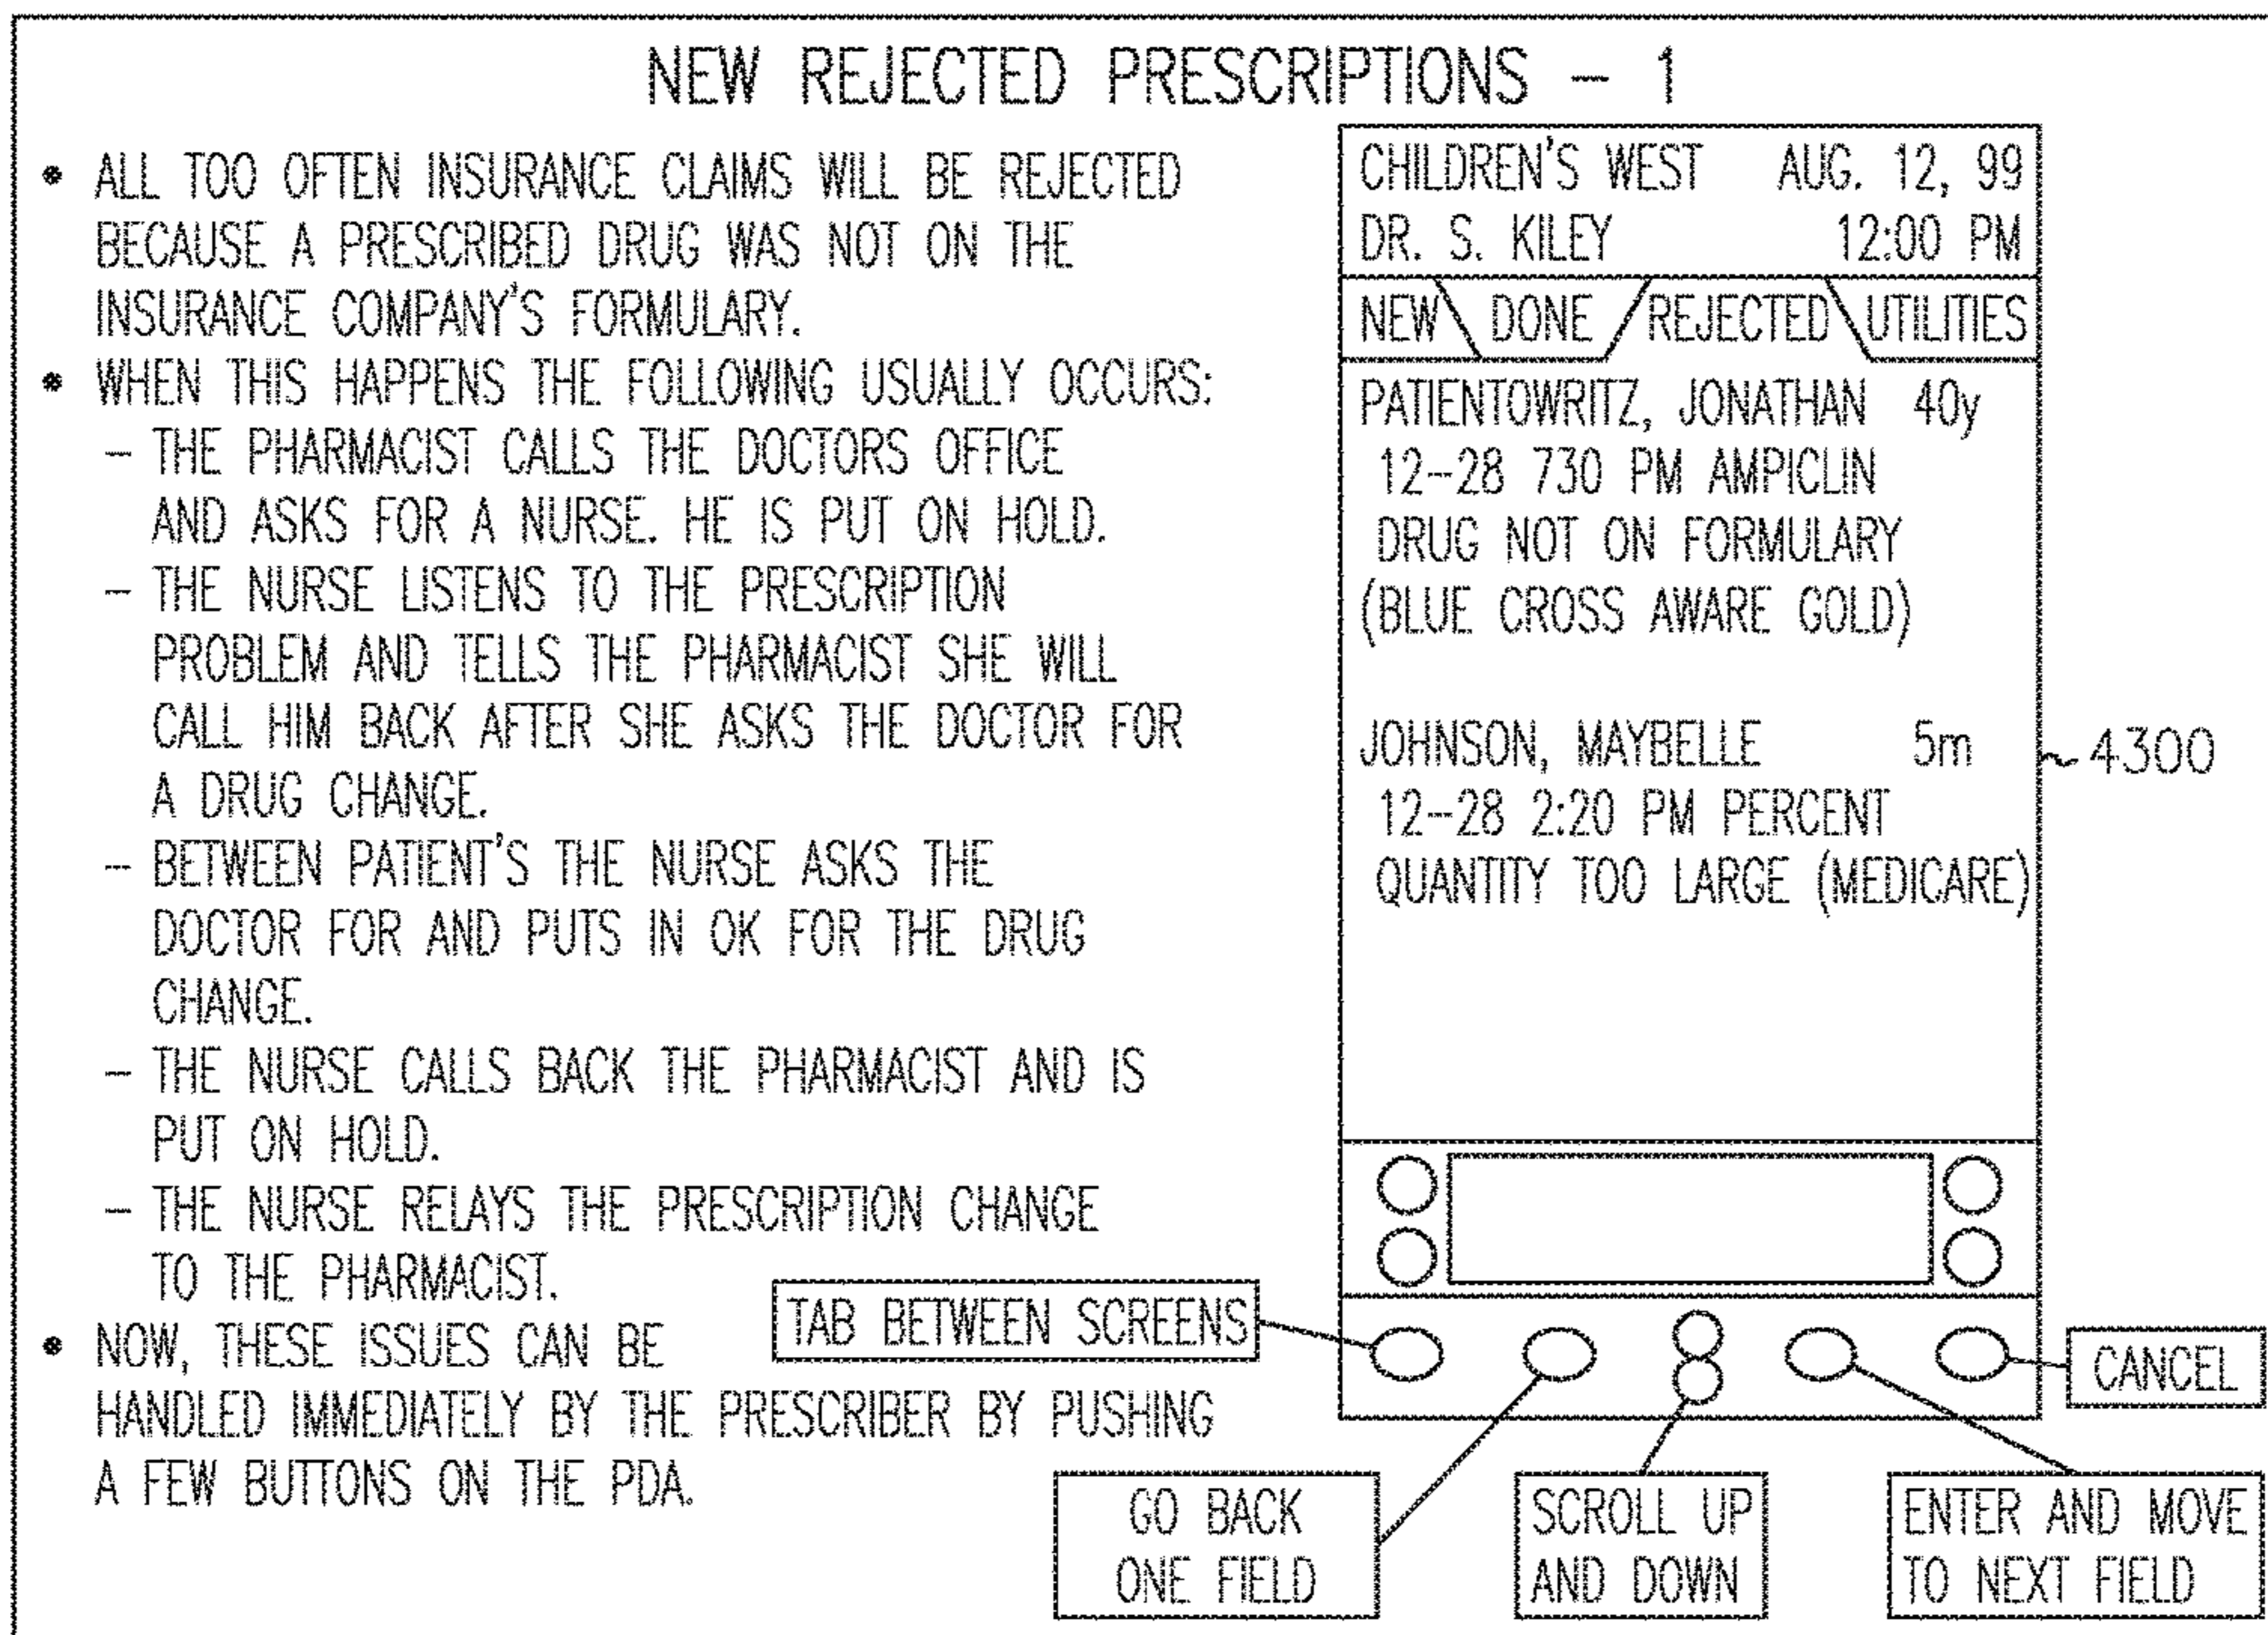 NEW REJECTED PRESCRIPTIONS - 1
• ALL TOO OFTEN INSURANCE CLAIMS WILL BE REJECTED
BECAUSE A PRESCRIBED DRUG WAS NOT ON THE
INSURANCE COMPANY'S FORMULARY.
• WHEN THIS HAPPENS THE FOLLOWING USUALLY OCCURS:
- THE PHARMACIST CALLS THE DOCTORS OFFICE
AND ASKS FOR A NURSE. HE IS PUT ON HOLD.
- THE NURSE LISTENS TO THE PRESCRIPTION
PROBLEM AND TELLS THE PHARMACIST SHE WILL
CALL HIM BACK AFTER SHE ASKS THE DOCTOR FOR
A DRUG CHANGE.
- BETWEEN PATIENT'S THE NURSE ASKS THE
DOCTOR FOR AND PUTS IN OK FOR THE DRUG
CHANGE.
- THE NURSE CALLS BACK THE PHARMACIST AND IS
PUT ON HOLD.
- THE NURSE RELAYS THE PRESCRIPTION CHANGE
TO THE PHARMACIST.
• NOW, THESE ISSUES CAN BE
HANDLED IMMEDIATELY BY THE PRESCRIBER BY PUSHING
A FEW BUTTONS ON THE PDA.
CHILDREN'S WEST AUG. 12, 99
DR. S. KILEY 12:00 PM
NEW DONE REJECTED UTILITIES
PATIENTOWRITZ, JONATHAN 40y
12-28 730 PM AMPICLIN
DRUG NOT ON FORMULARY
(BLUE CROSS AWARE GOLD)
JOHNSON, MAYBELLE 5m
12-28 2:20 PM PERCENT
QUANTITY TOO LARGE (MEDICARE)
4300
TAB BETWEEN SCREENS
CANCEL
GO BACK
ONE FIELD
SCROLL UP
AND DOWN
ENTER AND MOVE
TO NEXT FIELD